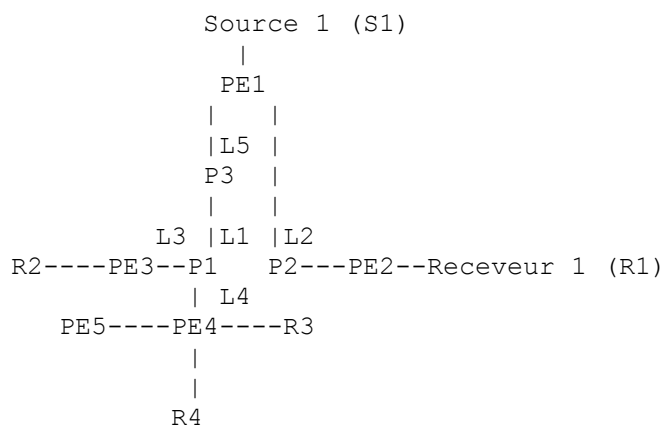 Source 1 (S1)
|
PE1
| |
|L5 |
P3 |
| |
L3 |L1 |L2
R2----PE3--P1 P2---PE2--Receveur 1 (R1)
| L4
PE5----PE4----R3
|
|
R4